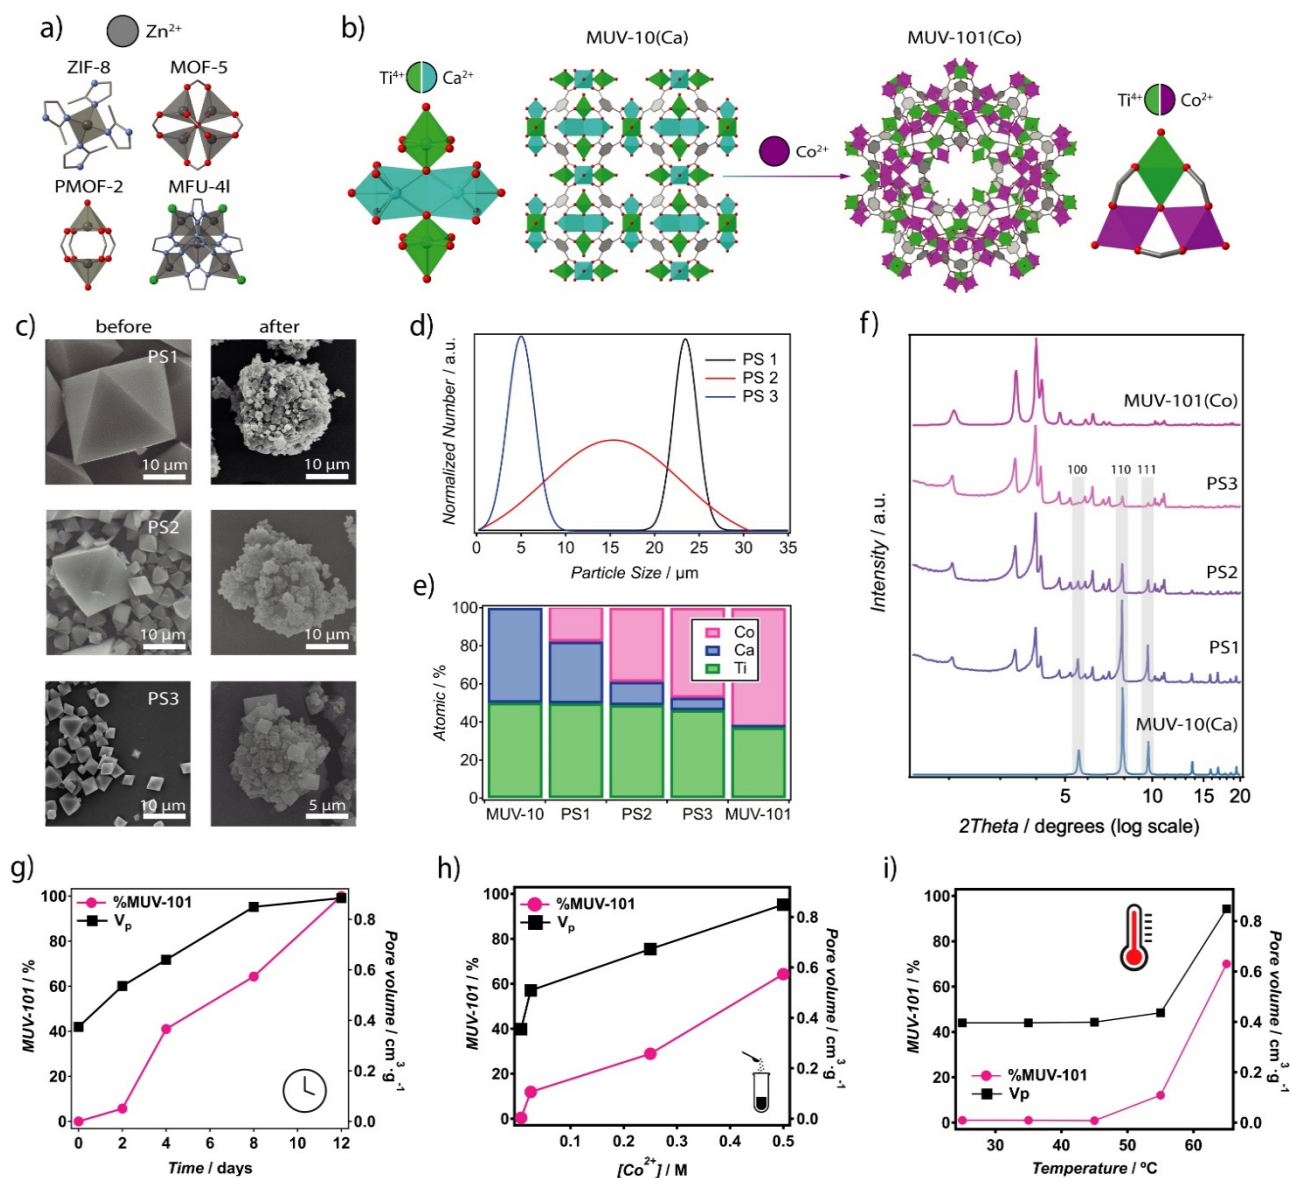 a)
Zn²⁺
ZIF-8
MOF-5
PMOF-2
MFU-4l
b)
MUV-10(Ca)
MUV-101(Co)
Ti⁴⁺
Ca²⁺
Co²⁺
Ti⁴⁺
Co²⁺
c)
before
after
PS1
10 µm
10 µm
PS2
10 µm
10 µm
PS3
10 µm
5 µm
d)
Normalized Number / a.u.
PS 1
PS 2
PS 3
0 5 10 15 20 25 30 35
Particle Size / µm
e)
Atomic / %
100
80
60
40
20
0
Co
Ca
Ti
MUV-10 PS1 PS2 PS3 MUV-101
f)
Intensity / a.u.
MUV-101(Co)
100 110 111
PS3
PS2
PS1
MUV-10(Ca)
5 10 15 20
2Theta / degrees (log scale)
g)
MUV-101 / %
100
80
60
40
20
0
%MUV-101
Vp
0.8
0.6
0.4
0.2
0.0
Pore volume / cm³·g⁻¹
0 2 4 6 8 10 12
Time / days
h)
MUV-101 / %
100
80
60
40
20
0
%MUV-101
Vp
0.8
0.6
0.4
0.2
0.0
Pore volume / cm³·g⁻¹
0.1 0.2 0.3 0.4 0.5
[Co²⁺] / M
i)
MUV-101 / %
100
80
60
40
20
0
%MUV-101
Vp
0.8
0.6
0.4
0.2
0.0
Pore volume / cm³·g⁻¹
30 40 50 60
Temperature / ºC